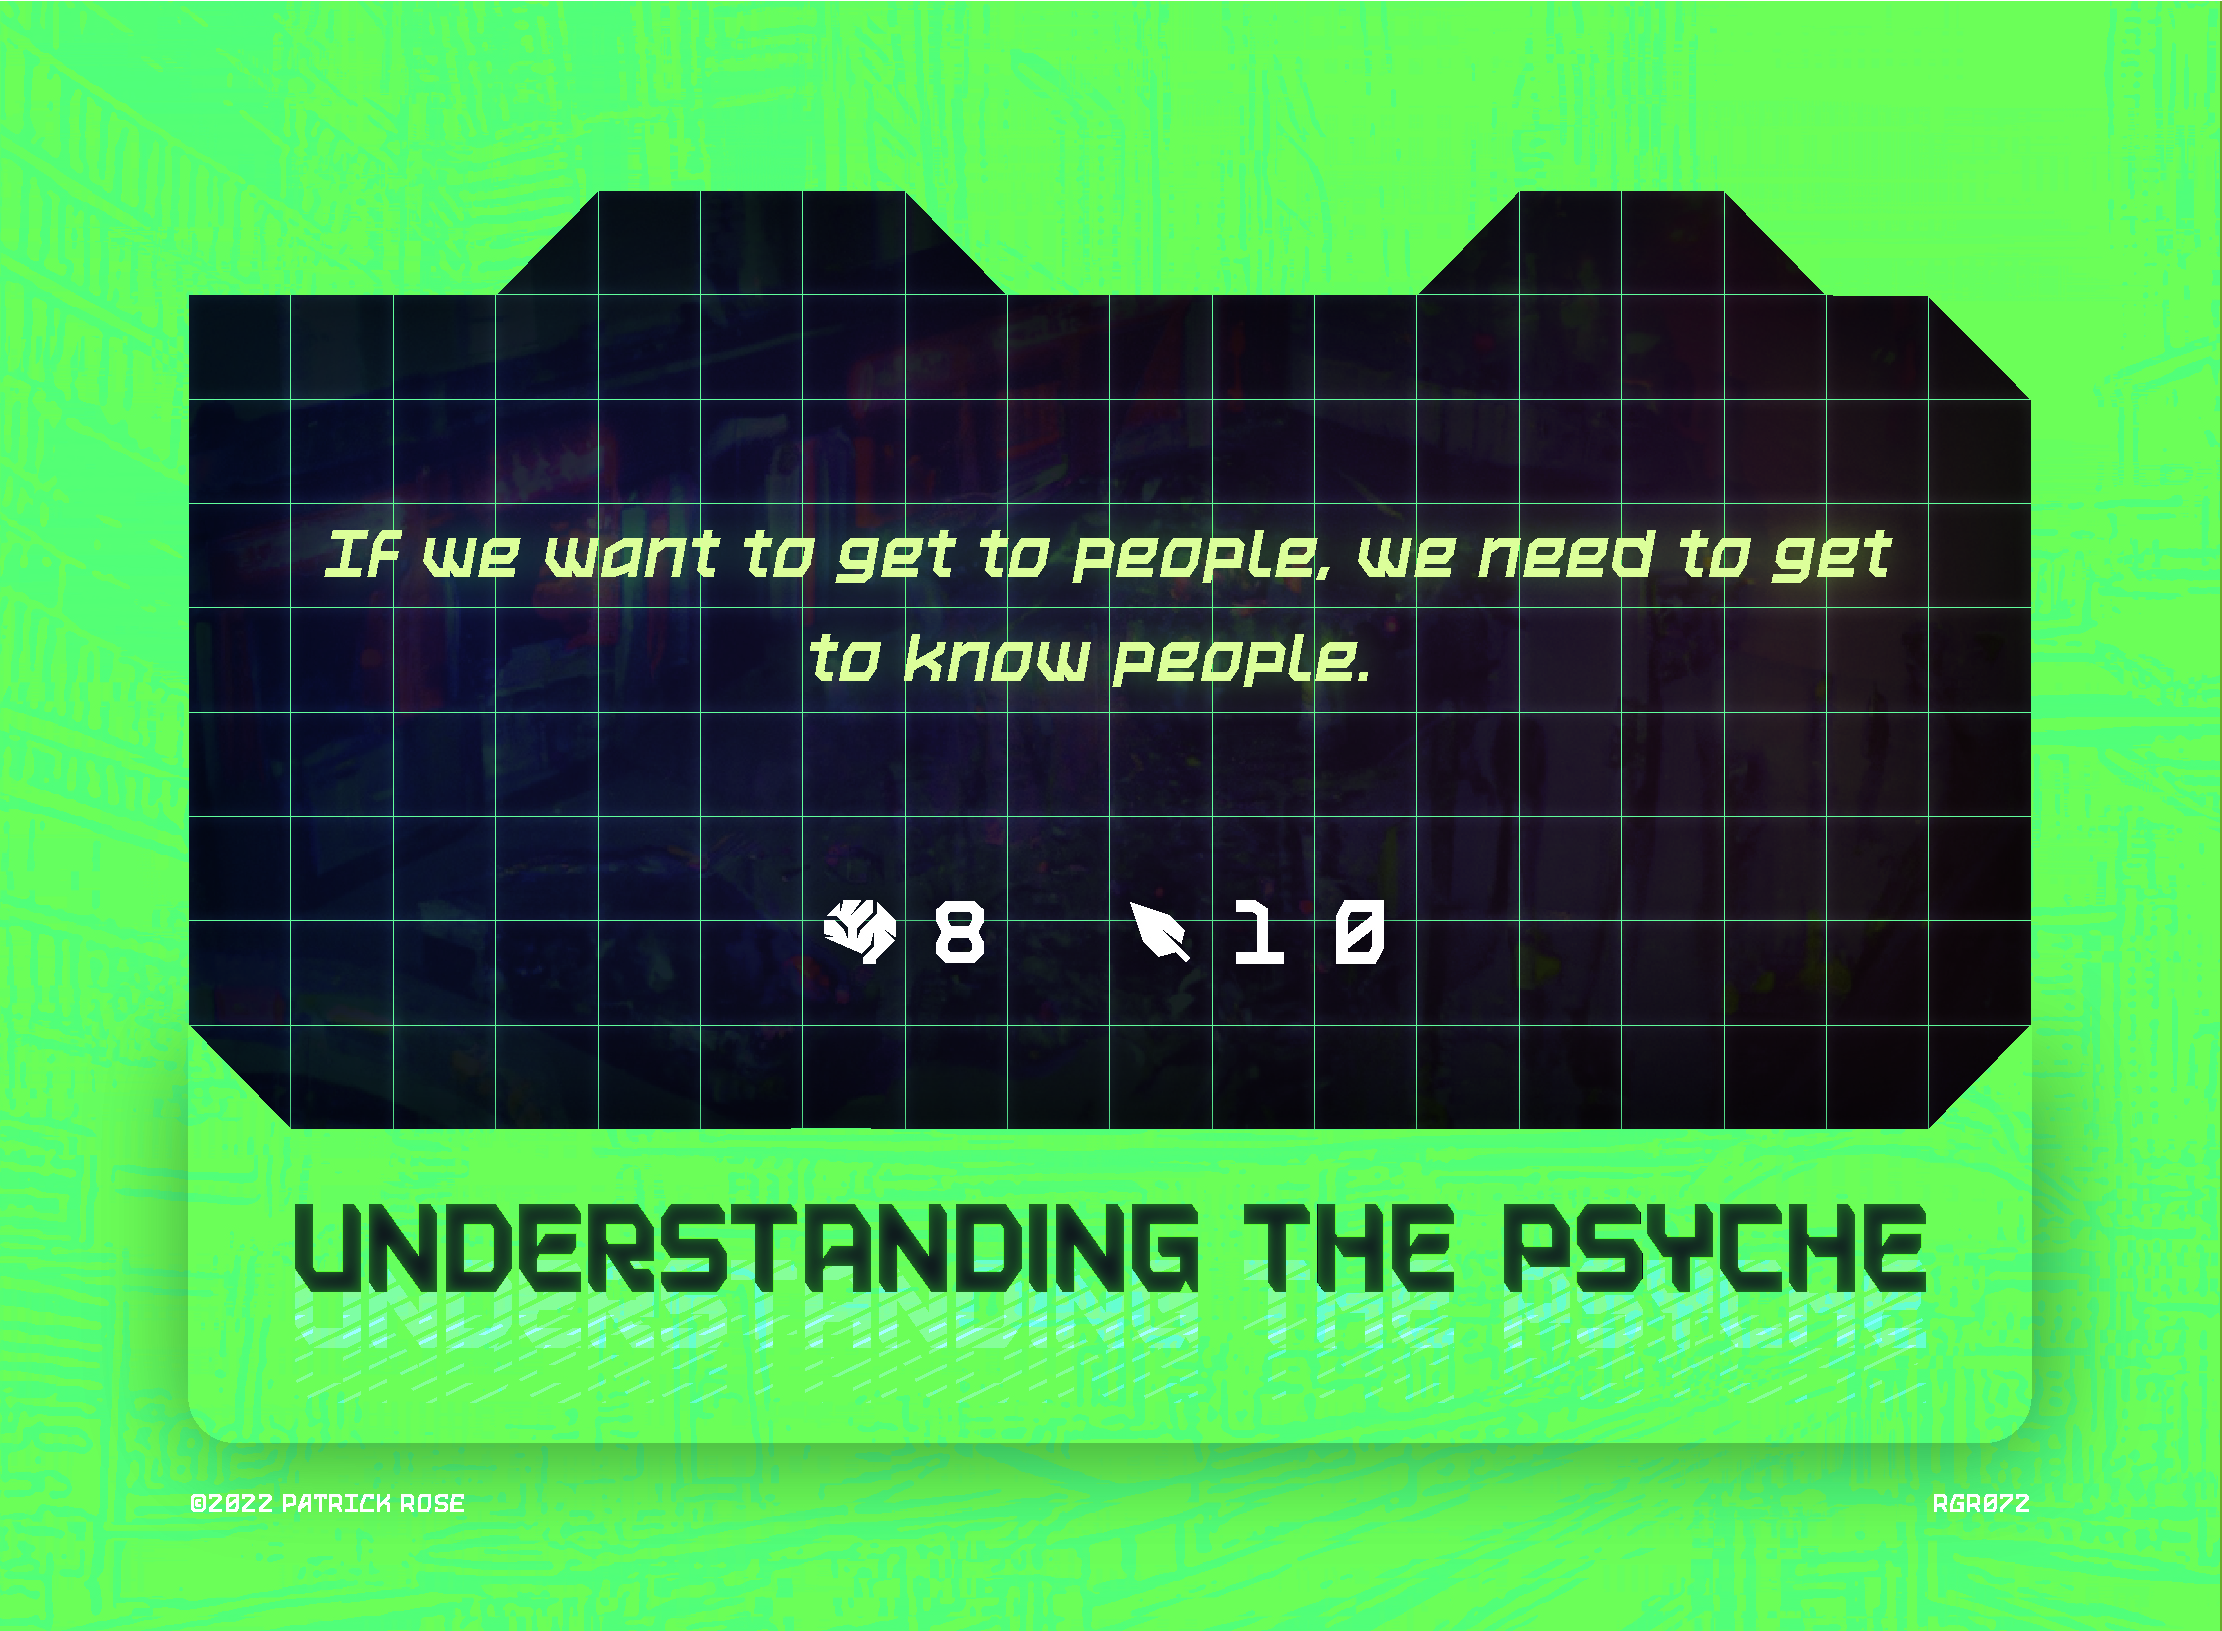 If we want to get to people, we need to get
to know people.
8 10
UNDERSTANDING THE PSYCHE
©2022 PATRICK ROSE
RGR072